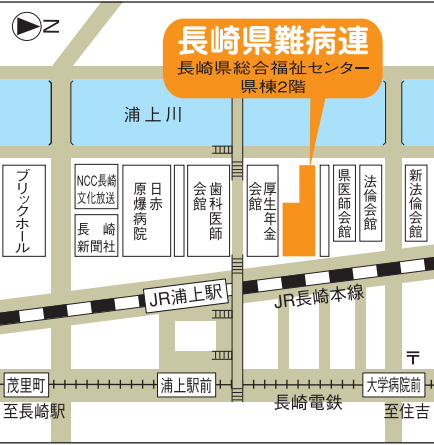 N
長崎県難病連
長崎県総合福祉センター
県棟2階
浦上川
ブリックホール
NCC長崎
文化放送
長崎
新聞社
日赤
原爆病院
歯科医師
会館
厚生年金
会館
県医師会館
法倫会館
新法倫会館
JR浦上駅
JR長崎本線
〒
茂里町
浦上駅前
大学病院前
至長崎駅
長崎電鉄
至住吉